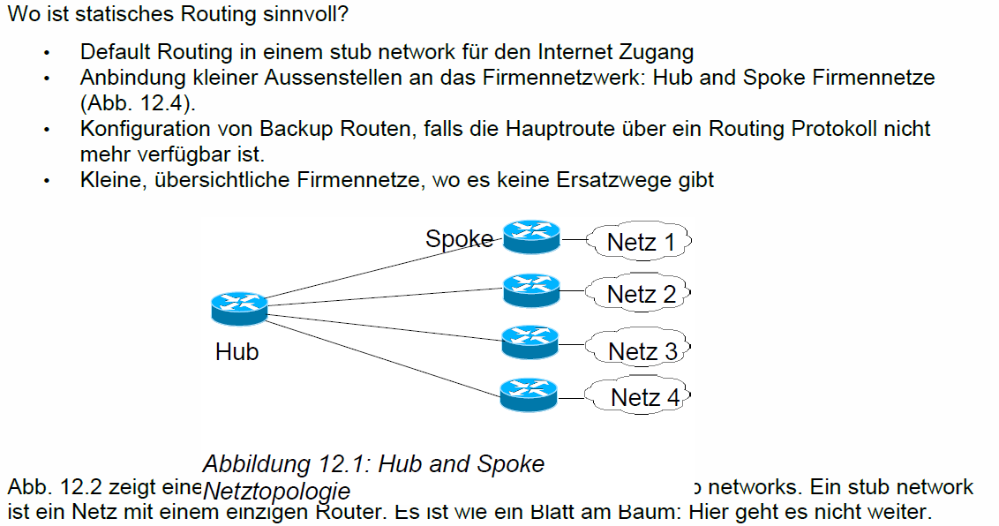 Wo ist statisches Routing sinnvoll?
• Default Routing in einem stub network für den Internet Zugang
• Anbindung kleiner Aussenstellen an das Firmennetzwerk: Hub and Spoke Firmennetze
(Abb. 12.4).
• Konfiguration von Backup Routen, falls die Hauptroute über ein Routing Protokoll nicht
mehr verfügbar ist.
• Kleine, übersichtliche Firmennetze, wo es keine Ersatzwege gibt
Spoke
Netz 1
Netz 2
Hub
Netz 3
Netz 4
Abbildung 12.1: Hub and Spoke
Netztopologie
Abb. 12.2 zeigt eine networks. Ein stub network
ist ein Netz mit einem einzigen Router. Es ist wie ein Blatt am Baum: Hier geht es nicht weiter.